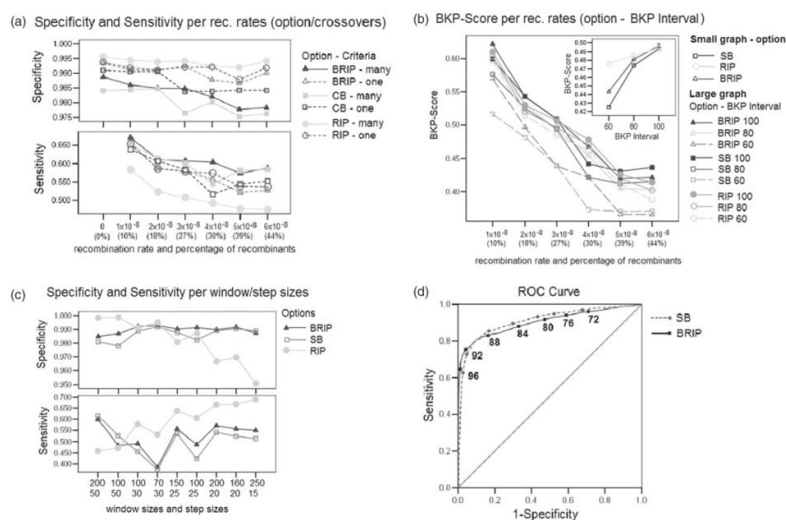 (a) Specificity and Sensitivity per rec. rates (option/crossovers)
Specificity
1.000
0.995
0.990
0.985
0.980
0.975
Sensitivity
0.650
0.600
0.550
0.500
0 1x10⁻⁸ 2x10⁻⁸ 3x10⁻⁸ 4x10⁻⁸ 5x10⁻⁸ 6x10⁻⁸
(0%) (10%) (18%) (27%) (30%) (39%) (44%)
recombination rate and percentage of recombinants
Option - Criteria
BRIP - many
BRIP - one
CB - many
CB - one
RIP - many
RIP - one
(b) BKP-Score per rec. rates (option - BKP Interval)
BKP-Score
0.60
0.55
0.50
0.45
0.40
1x10⁻⁸ 2x10⁻⁸ 3x10⁻⁸ 4x10⁻⁸ 5x10⁻⁸ 6x10⁻⁸
(10%) (18%) (27%) (30%) (39%) (44%)
recombination rate and percentage of recombinants
BKP-Score
0.50
0.49
0.48
0.47
0.46
0.45
0.44
0.43
0.42
60 80 100
BKP Interval
Small graph - option
SB
RIP
BRIP
Large graph
Option - BKP Interval
BRIP 100
BRIP 80
BRIP 60
SB 100
SB 80
SB 60
RIP 100
RIP 80
RIP 60
(c) Specificity and Sensitivity per window/step sizes
Specificity
1.000
0.990
0.980
0.970
0.960
0.950
Sensitivity
0.700
0.650
0.600
0.550
0.500
0.450
0.400
200 100 100 70 150 100 200 160 250
50 50 30 30 25 25 20 20 15
window sizes and step sizes
Options
BRIP
SB
RIP
(d) ROC Curve
Sensitivity
1.0
0.8
0.6
0.4
0.2
0.0
0.0 0.2 0.4 0.6 0.8 1.0
1-Specificity
96
92
88
84
80
76
72
SB
BRIP